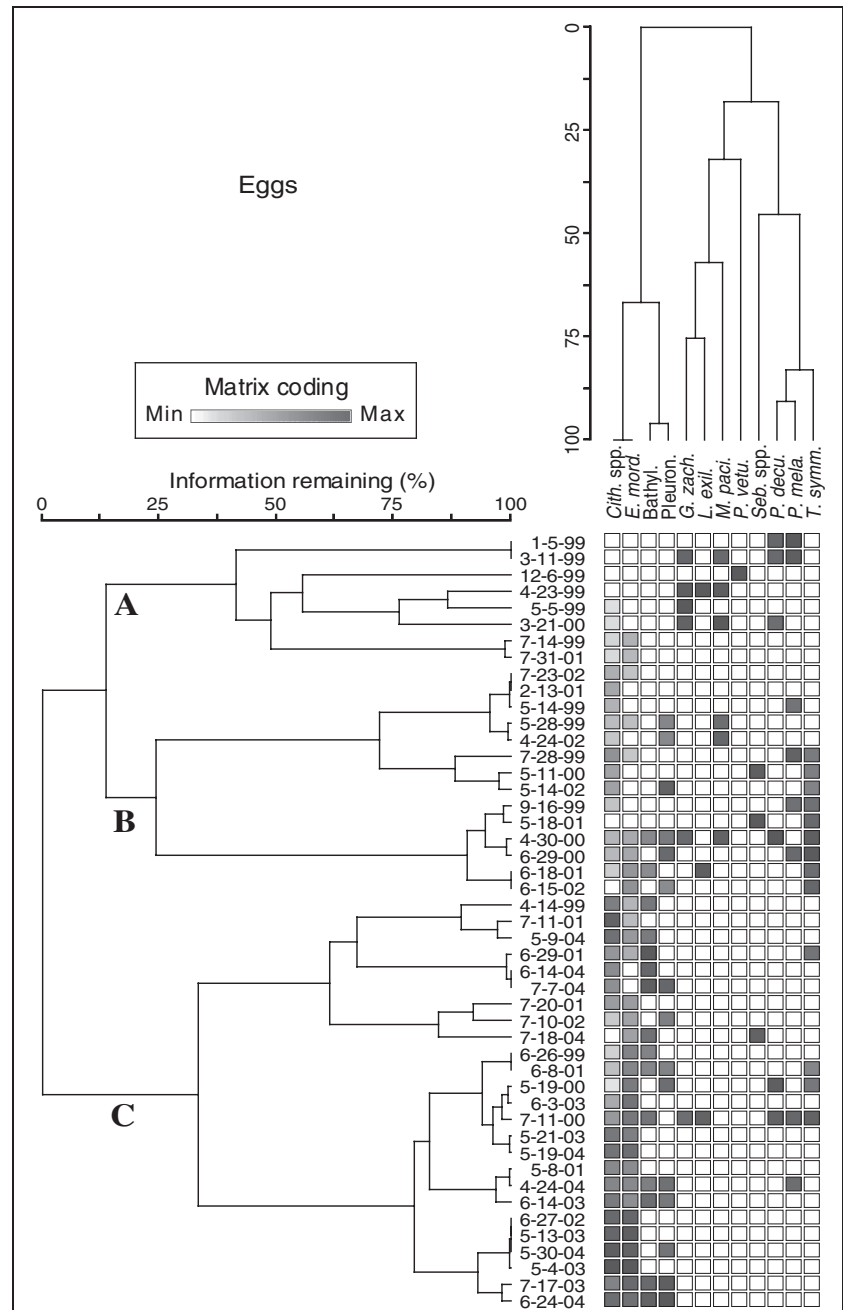 Eggs
0
25
50
75
100
Matrix coding
Min Max
Information remaining (%)
0 25 50 75 100
Cith. spp.
E. mord.
Bathyl.
Pleuron.
G. zach.
L. exil.
M. paci.
P. vetu.
Seb. spp.
P. decu.
P. mela.
T. symm.
1-5-99
3-11-99
12-6-99
4-23-99
5-5-99
3-21-00
7-14-99
7-31-01
7-23-02
2-13-01
5-14-99
5-28-99
4-24-02
7-28-99
5-11-00
5-14-02
9-16-99
5-18-01
4-30-00
6-29-00
6-18-01
6-15-02
4-14-99
7-11-01
5-9-04
6-29-01
6-14-04
7-7-04
7-20-01
7-10-02
7-18-04
6-26-99
6-8-01
5-19-00
6-3-03
7-11-00
5-21-03
5-19-04
5-8-01
4-24-04
6-14-03
6-27-02
5-13-03
5-30-04
5-4-03
7-17-03
6-24-04
A
B
C